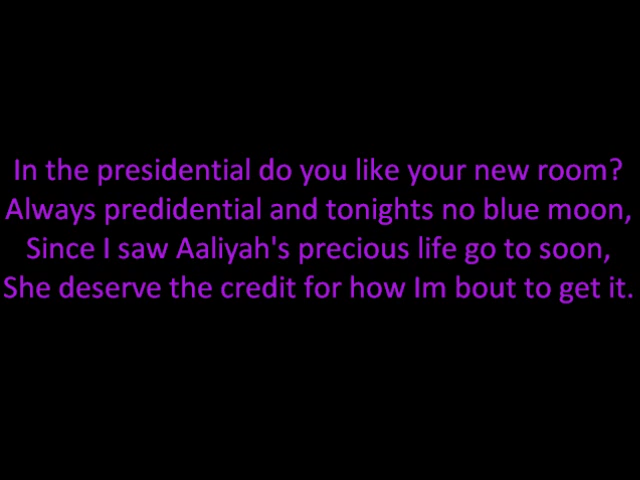 In the presidential do you like your new room?
Always predidential and tonights no blue moon,
Since I saw Aaliyah's precious life go to soon,
She deserve the credit for how Im bout to get it.